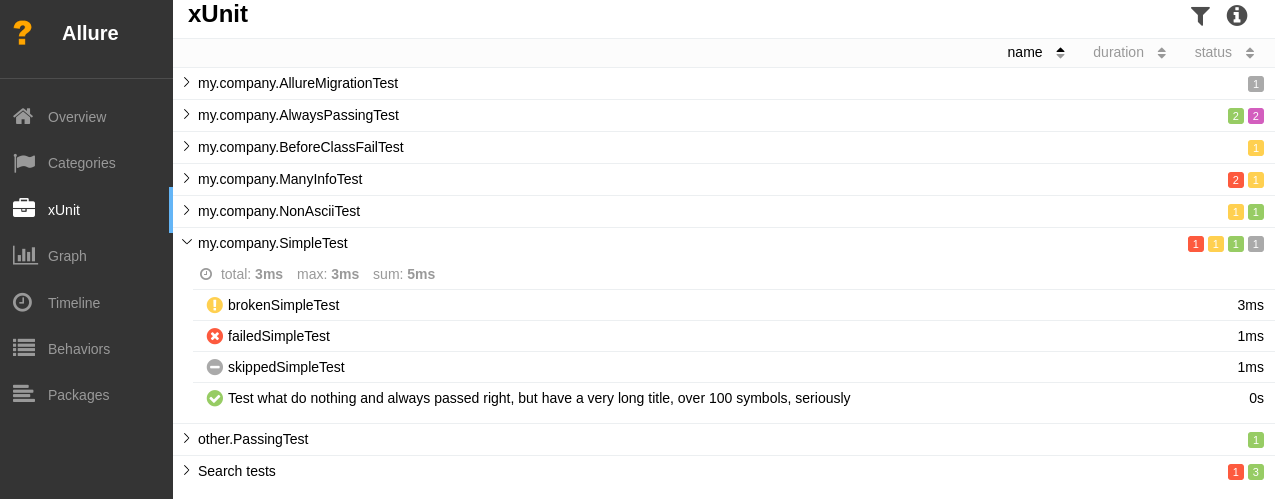 ? Allure
Overview
Categories
xUnit
Graph
Timeline
Behaviors
Packages
xUnit
name duration status
my.company.AllureMigrationTest 1
my.company.AlwaysPassingTest 2 2
my.company.BeforeClassFailTest 1
my.company.ManyInfoTest 2 1
my.company.NonAsciiTest 1 1
my.company.SimpleTest 1 1 1 1
total: 3ms max: 3ms sum: 5ms
brokenSimpleTest 3ms
failedSimpleTest 1ms
skippedSimpleTest 1ms
Test what do nothing and always passed right, but have a very long title, over 100 symbols, seriously 0s
other.PassingTest 1
Search tests 1 3